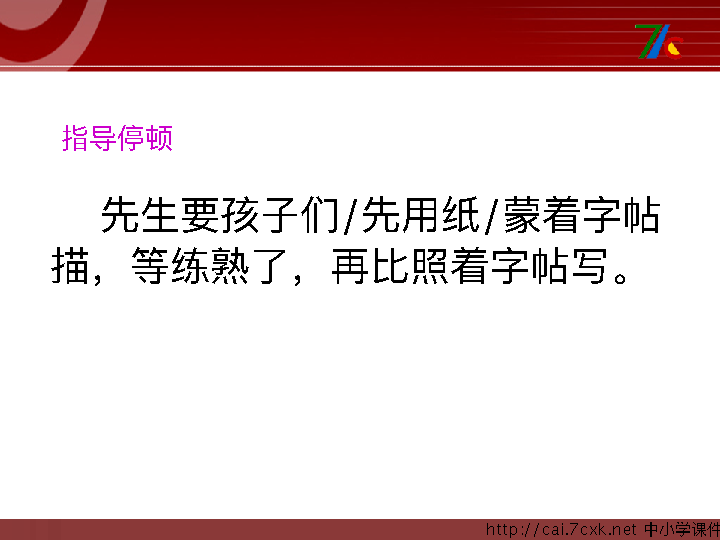 指导停顿
先生要孩子们/先用纸/蒙着字帖
描，等练熟了，再比照着字帖写。
http://cai.7cxk.net 中小学课件